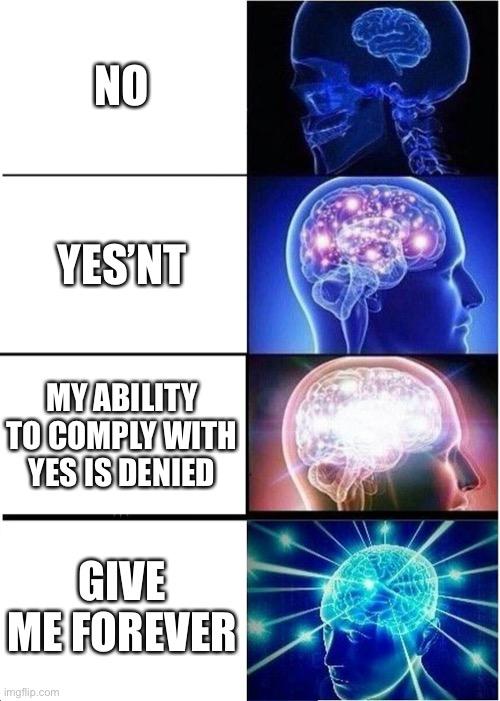 NO
YES’NT
MY ABILITY
TO COMPLY WITH
YES IS DENIED
GIVE
ME FOREVER
imgflip.com